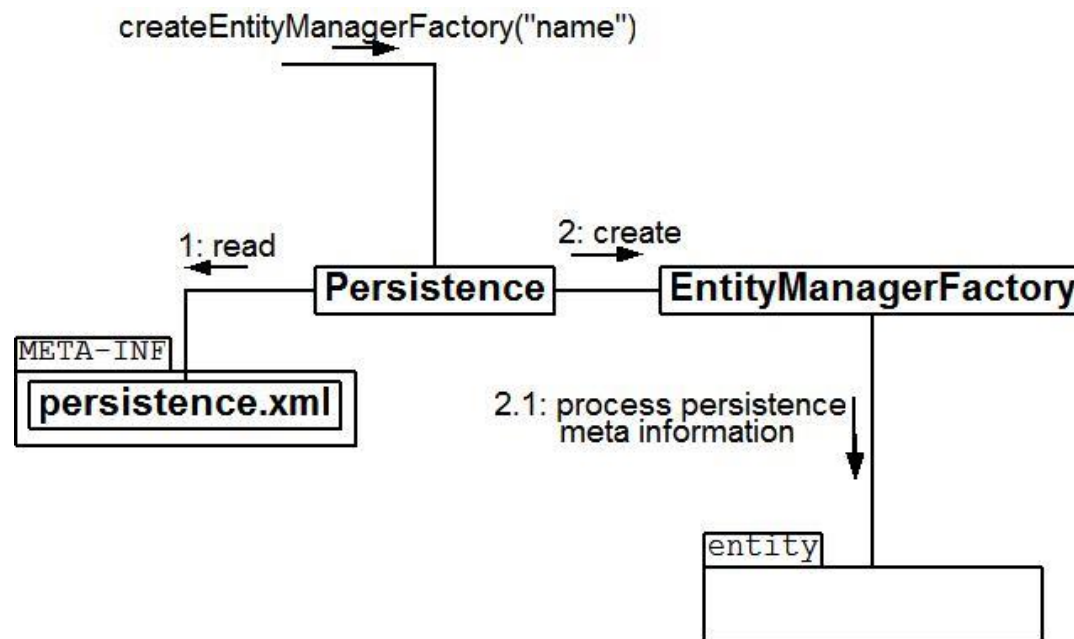 createEntityManagerFactory("name")
1: read
2: create
Persistence
EntityManagerFactory
META-INF
persistence.xml
2.1: process persistence
meta information
entity